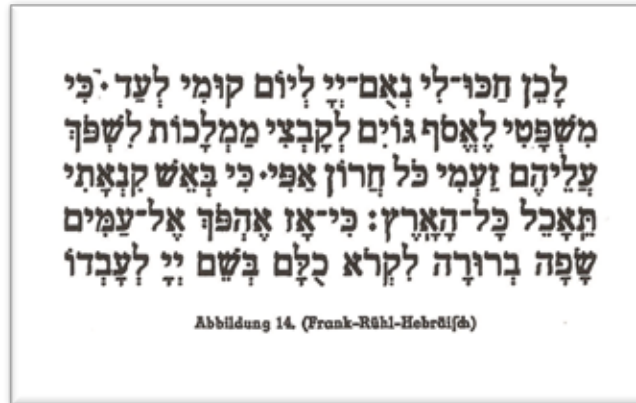 לָכֵן חַכּוּ־לִי נְאֻם־יְיָ לְיוֹם קוּמִי לְעַד · כִּי
מִשְׁפָּטִי לֶאֱסֹף גּוֹיִם לְקָבְצִי מַמְלָכוֹת לִשְׁפֹּךְ
עֲלֵיהֶם זַעְמִי כֹּל חֲרוֹן אַפִּי· כִּי בְּאֵשׁ קִנְאָתִי
תֵּאָכֵל כָּל־הָאָרֶץ: כִּי־אָז אֶהְפֹּךְ אֶל־עַמִּים
שָׂפָה בְרוּרָה לִקְרֹא כֻלָּם בְּשֵׁם יְיָ לְעָבְדוֹ
Abbildung 14. (Frank-Rühl-Hebräiſch)